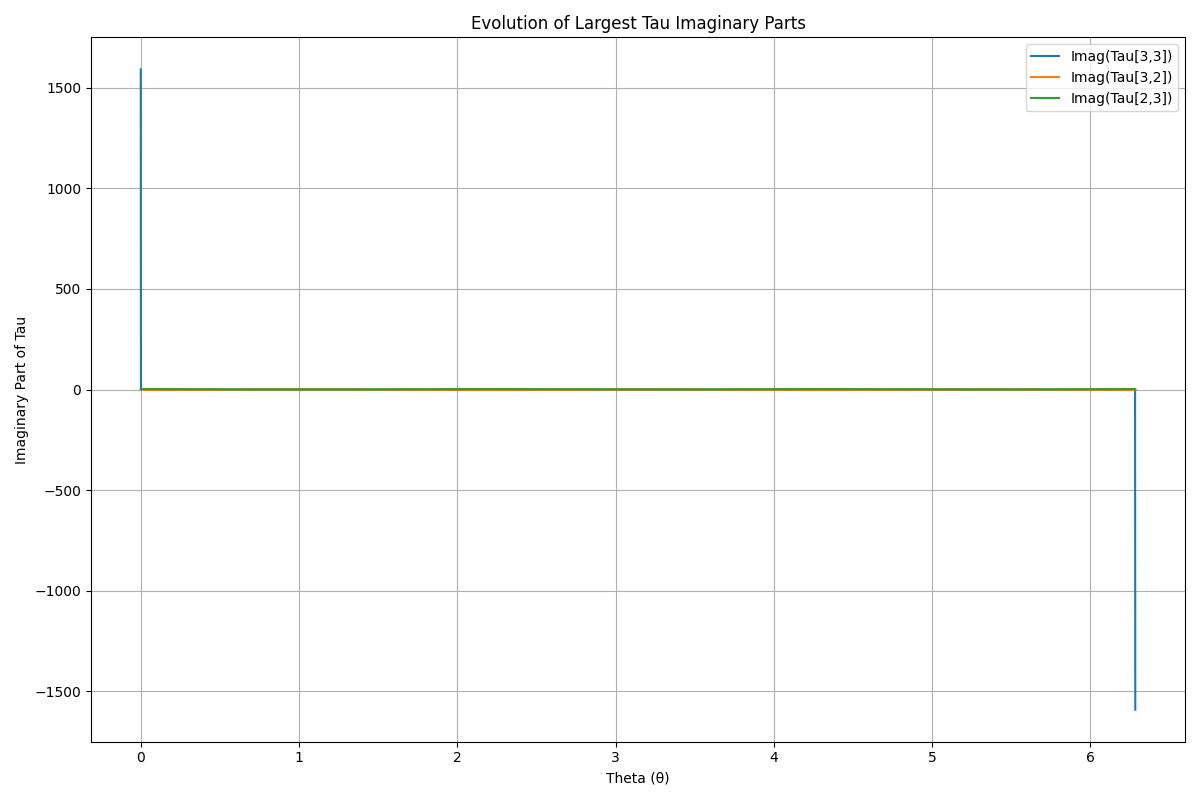 Evolution of Largest Tau Imaginary Parts
Imag(Tau[3,3])
Imag(Tau[3,2])
Imag(Tau[2,3])
Imaginary Part of Tau
1500
1000
500
0
−500
−1000
−1500
0 1 2 3 4 5 6
Theta (θ)